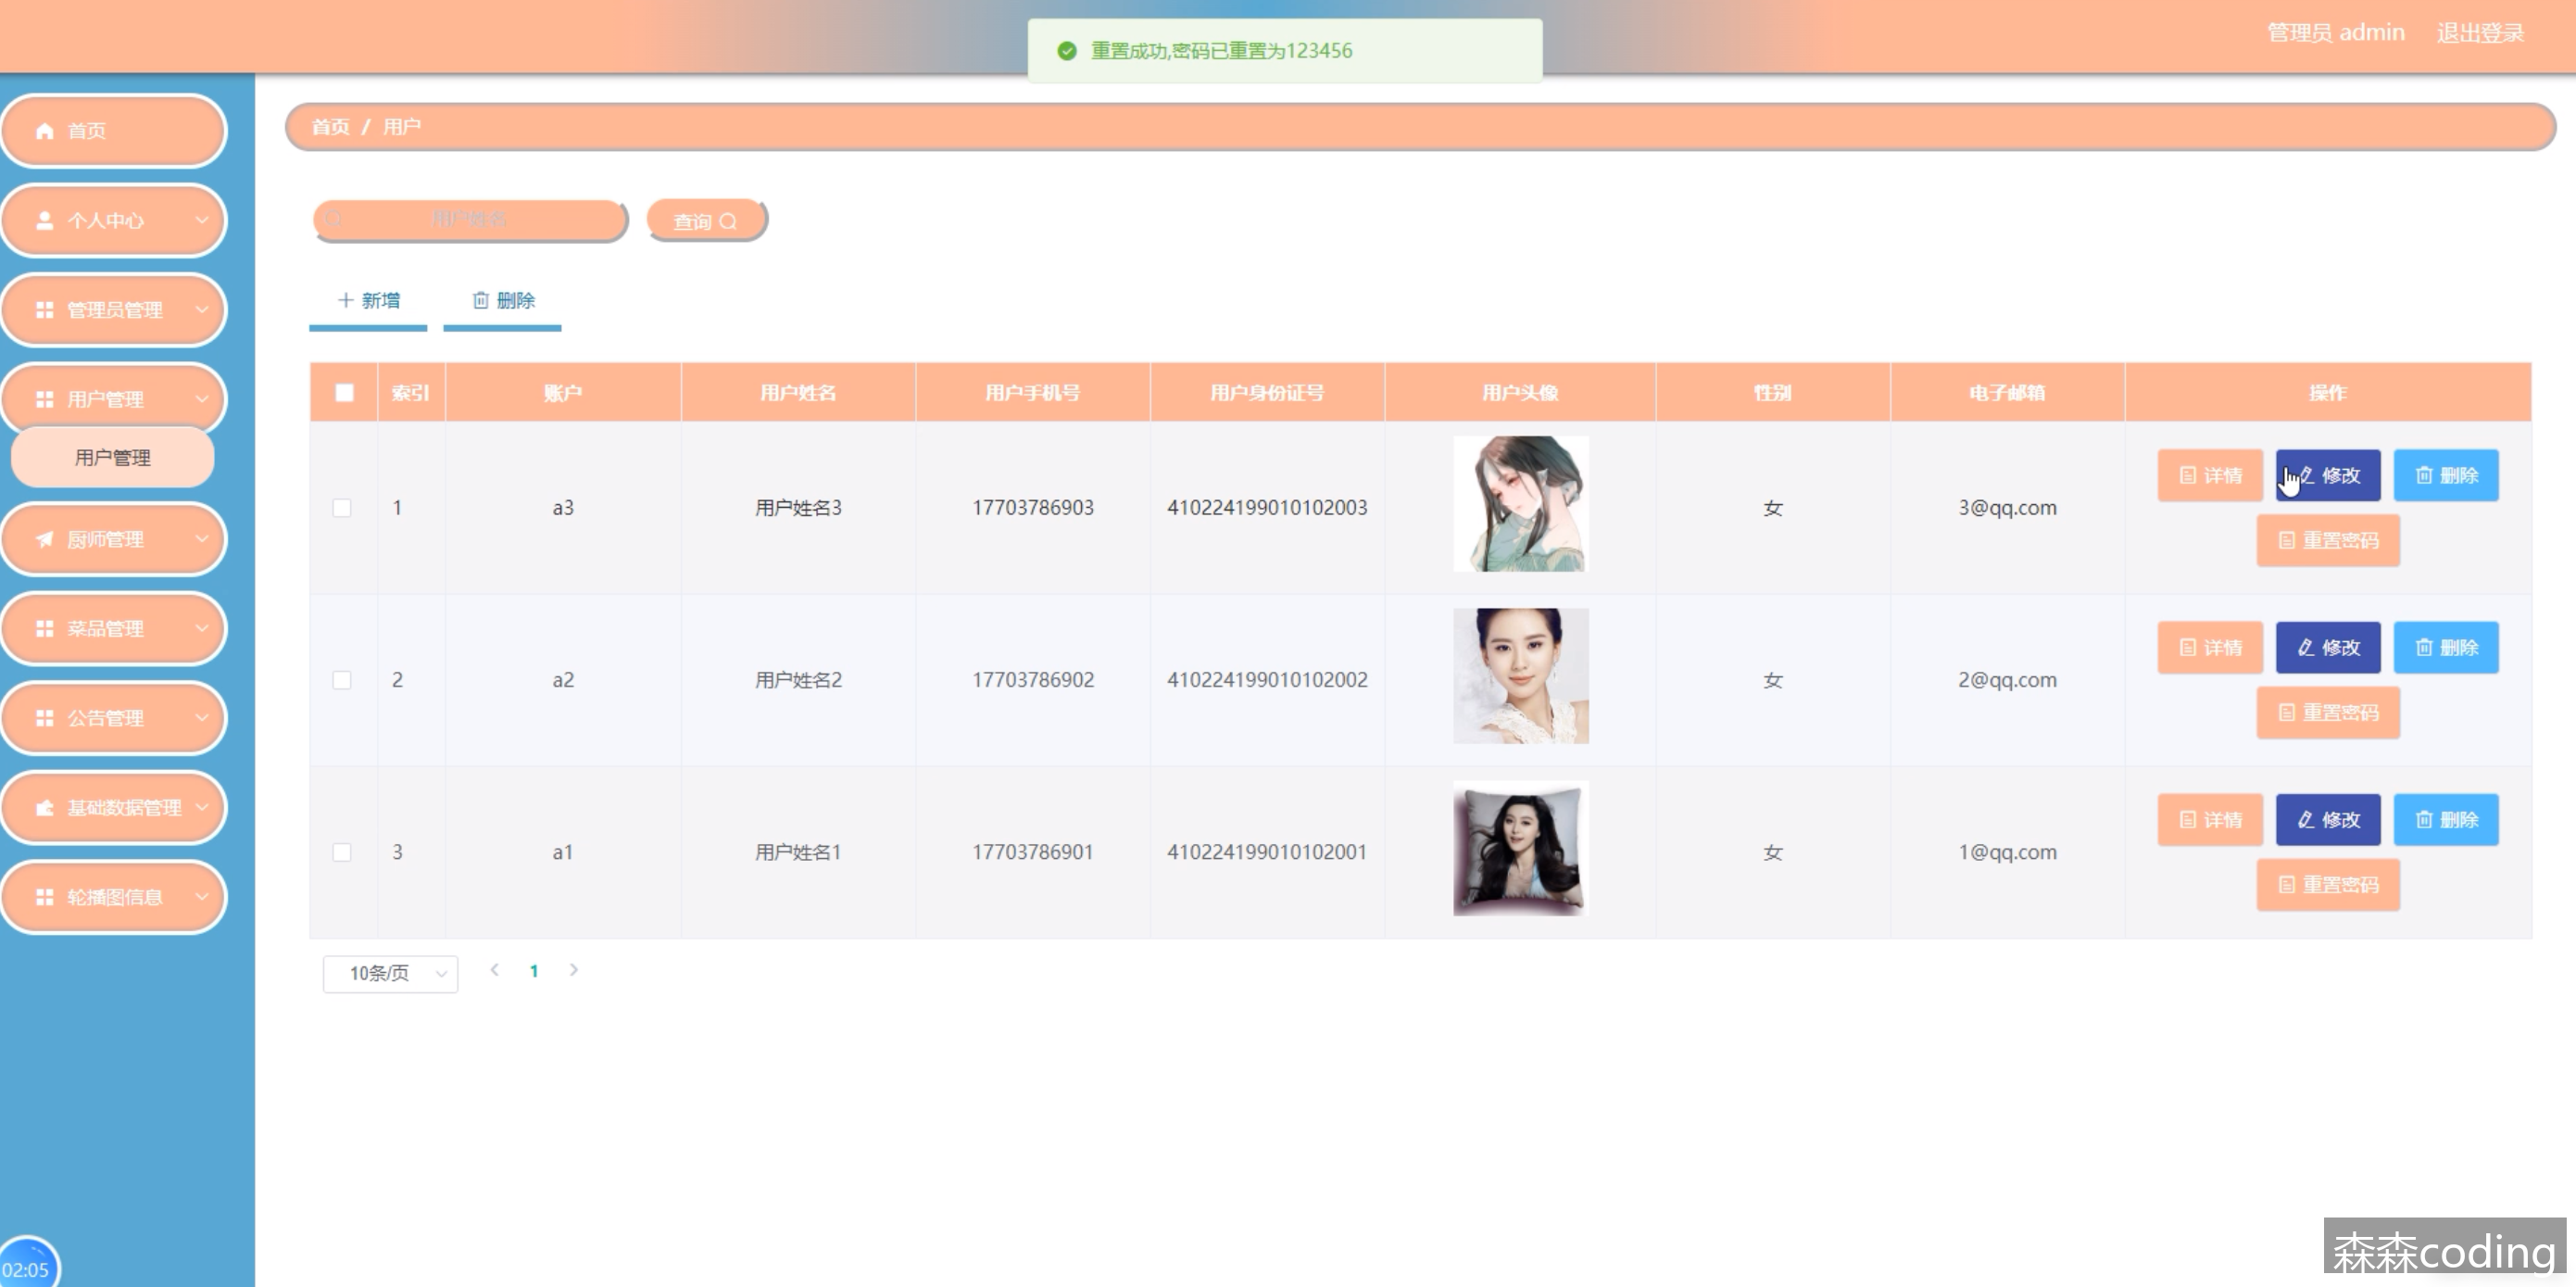 重置成功,密码已重置为123456
管理员 admin 退出登录
首页
个人中心
管理员管理
用户管理
用户管理
厨师管理
菜品管理
公告管理
基础数据管理
轮播图信息
首页 / 用户
用户姓名 查询
新增 删除
索引 账户 用户姓名 用户手机号 用户身份证号 用户头像 性别 电子邮箱 操作
1 a3 用户姓名3 17703786903 410224199010102003 女 3@qq.com 详情 修改 删除
重置密码
2 a2 用户姓名2 17703786902 410224199010102002 女 2@qq.com 详情 修改 删除
重置密码
3 a1 用户姓名1 17703786901 410224199010102001 女 1@qq.com 详情 修改 删除
重置密码
10条/页 1
02:05
森森coding